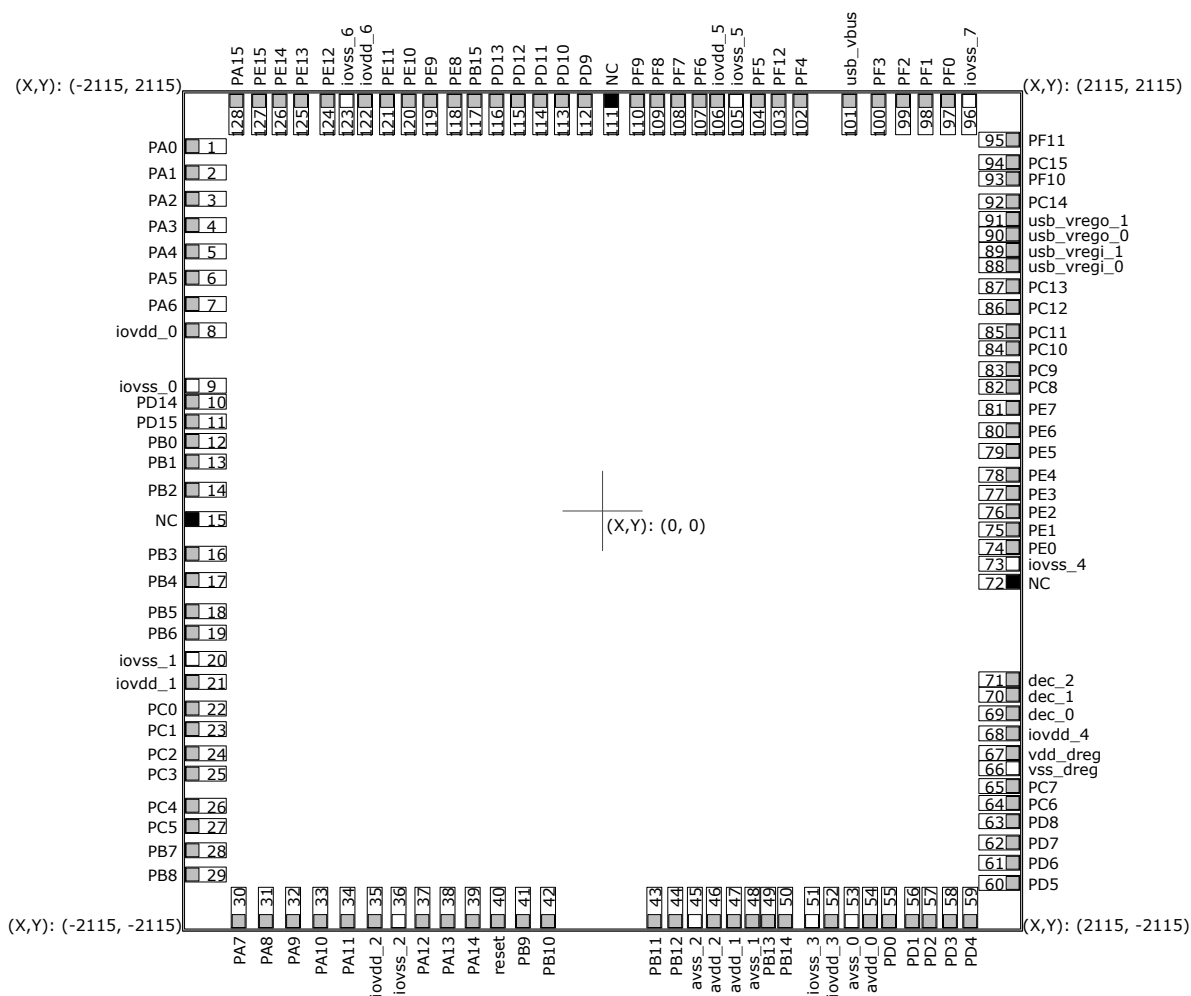 PA15 PE15 PE14 PE13 PE12 iovss_6 iovdd_6 PE11 PE10 PE9 PE8 PB15 PD13 PD12 PD11 PD10 PD9 NC PF9 PF8 PF7 PF6 iovdd_5 iovss_5 PF5 PF12 PF4 usb_vbus PF3 PF2 PF1 PF0 iovss_7
(X,Y): (-2115, 2115)
(X,Y): (2115, 2115)
128 127 126 125 124 123 122 121 120 119 118 117 116 115 114 113 112 111 110 109 108 107 106 105 104 103 102 101 100 99 98 97 96
PA0 1
PA1 2
PA2 3
PA3 4
PA4 5
PA5 6
PA6 7
iovdd_0 8
iovss_0 9
PD14 10
PD15 11
PB0 12
PB1 13
PB2 14
NC 15
PB3 16
PB4 17
PB5 18
PB6 19
iovss_1 20
iovdd_1 21
PC0 22
PC1 23
PC2 24
PC3 25
PC4 26
PC5 27
PB7 28
PB8 29
(X,Y): (0, 0)
95 PF11
94 PC15
93 PF10
92 PC14
91 usb_vrego_1
90 usb_vrego_0
89 usb_vregi_1
88 usb_vregi_0
87 PC13
86 PC12
85 PC11
84 PC10
83 PC9
82 PC8
81 PE7
80 PE6
79 PE5
78 PE4
77 PE3
76 PE2
75 PE1
74 PE0
73 iovss_4
72 NC
71 dec_2
70 dec_1
69 dec_0
68 iovdd_4
67 vdd_dreg
66 vss_dreg
65 PC7
64 PC6
63 PD8
62 PD7
61 PD6
60 PD5
30 31 32 33 34 35 36 37 38 39 40 41 42 43 44 45 46 47 48 49 50 51 52 53 54 55 56 57 58 59
(X,Y): (-2115, -2115)
(X,Y): (2115, -2115)
PA7 PA8 PA9 PA10 PA11 iovdd_2 iovss_2 PA12 PA13 PA14 reset PB9 PB10 PB11 PB12 avss_2 avdd_2 avdd_1 avss_1 PB13 PB14 iovss_3 iovdd_3 avss_0 avdd_0 PD0 PD1 PD2 PD3 PD4